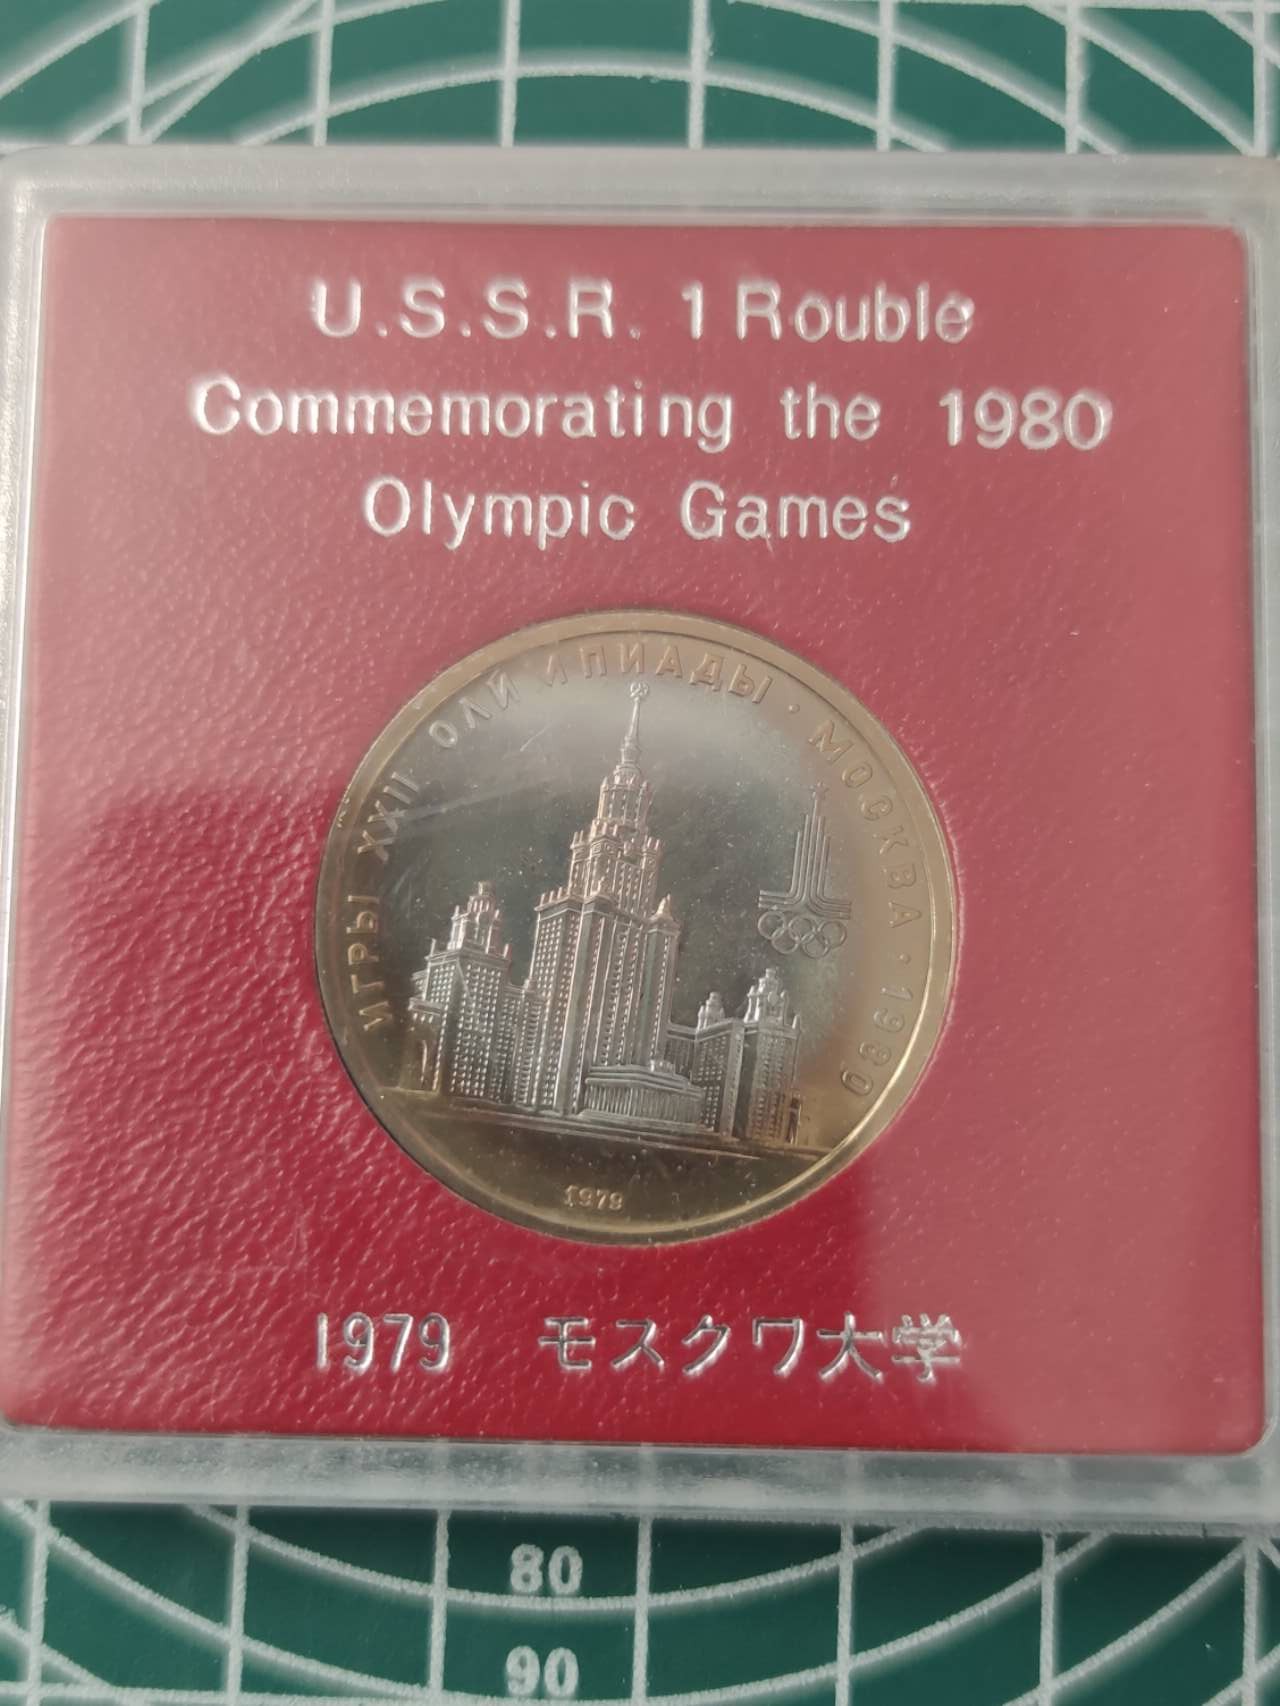 U.S.S.R. 1 Rouble
Commemorating the 1980
Olympic Games
ИГРЫ XXII ОЛИМПИАДЫ · МОСКВА · 1980
1979
1979 モスクワ大学
80
90